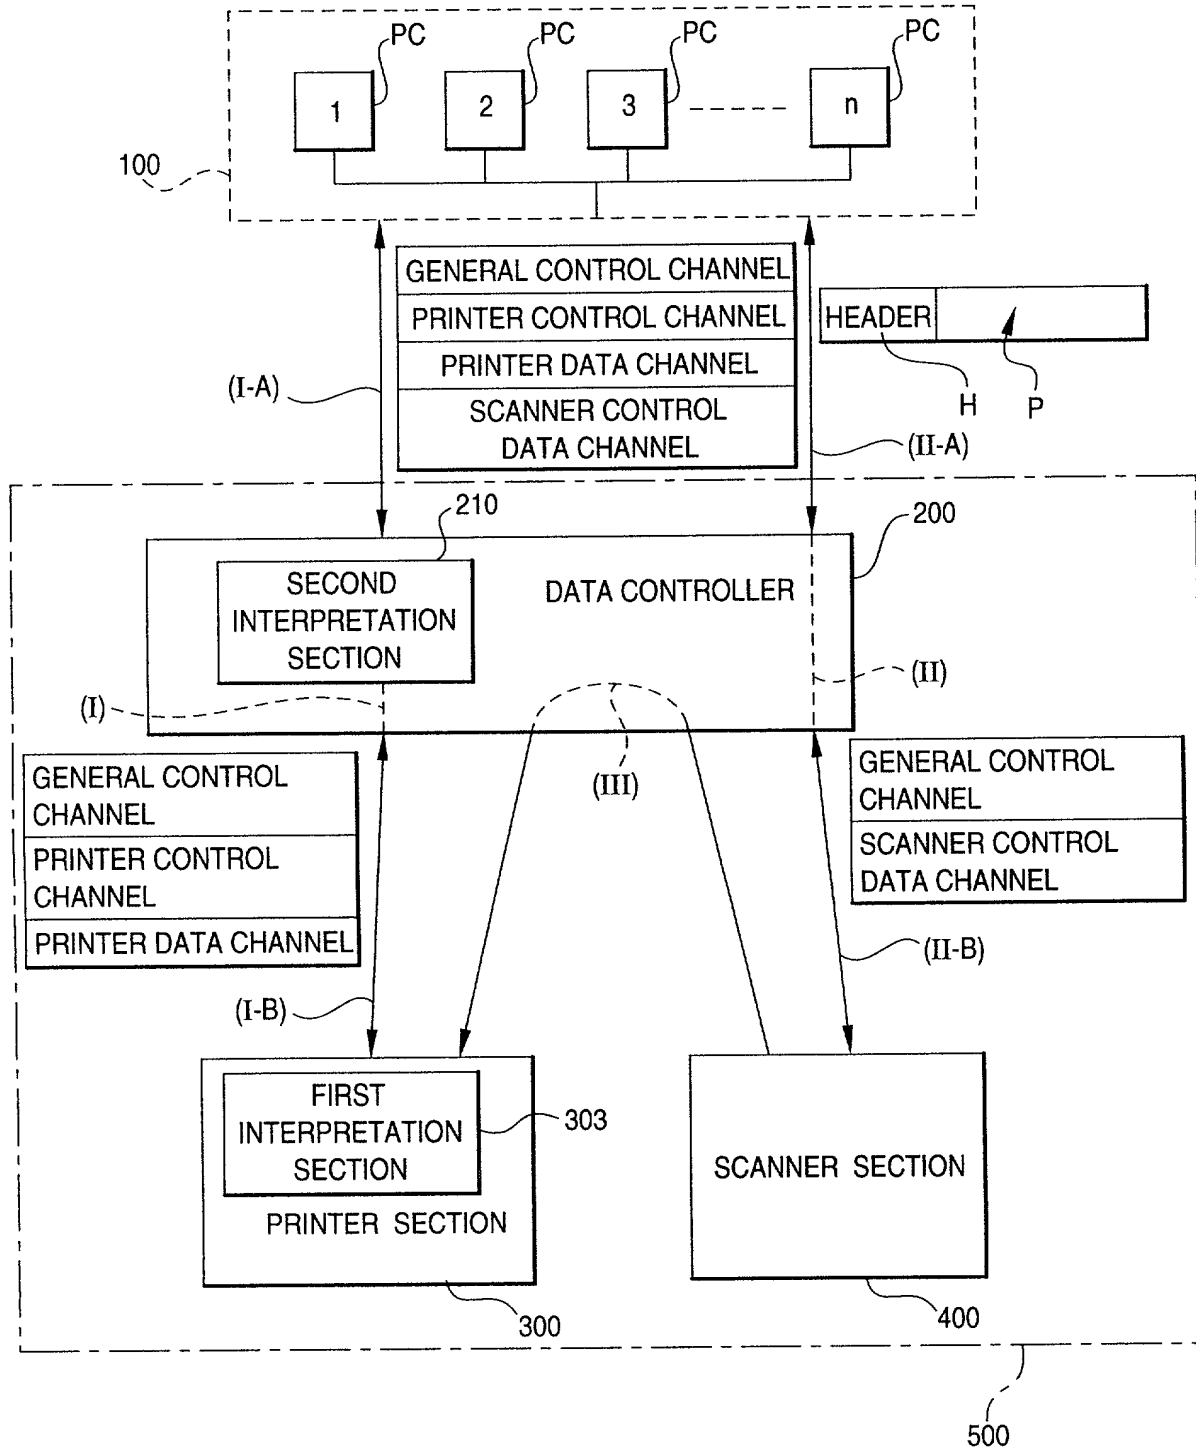 PC PC PC PC
1 2 3 n
100
GENERAL CONTROL CHANNEL
PRINTER CONTROL CHANNEL
PRINTER DATA CHANNEL
SCANNER CONTROL
DATA CHANNEL
HEADER
H P
(I-A)
(II-A)
210
200
SECOND
INTERPRETATION
SECTION
DATA CONTROLLER
(I)
(II)
(III)
GENERAL CONTROL
CHANNEL
PRINTER CONTROL
CHANNEL
PRINTER DATA CHANNEL
GENERAL CONTROL
CHANNEL
SCANNER CONTROL
DATA CHANNEL
(I-B)
(II-B)
FIRST
INTERPRETATION
SECTION
303
PRINTER SECTION
SCANNER SECTION
300
400
500